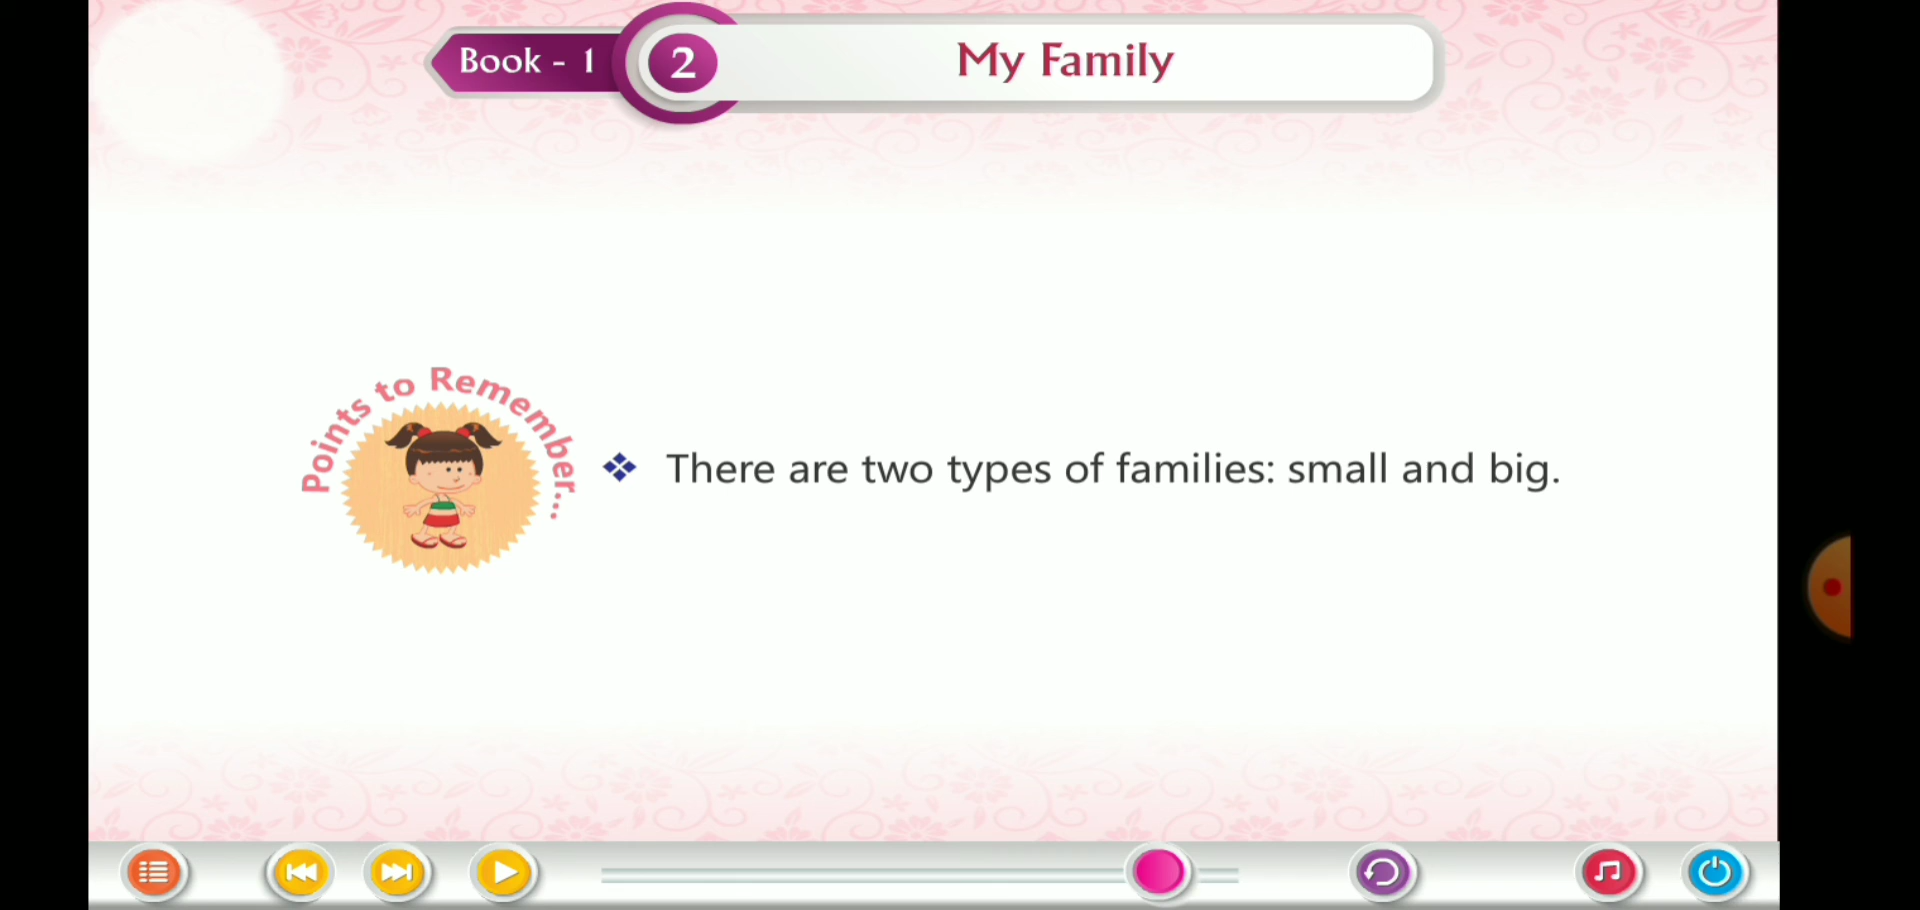 Book - 1
2
My Family
Points to Remember...
❖ There are two types of families: small and big.